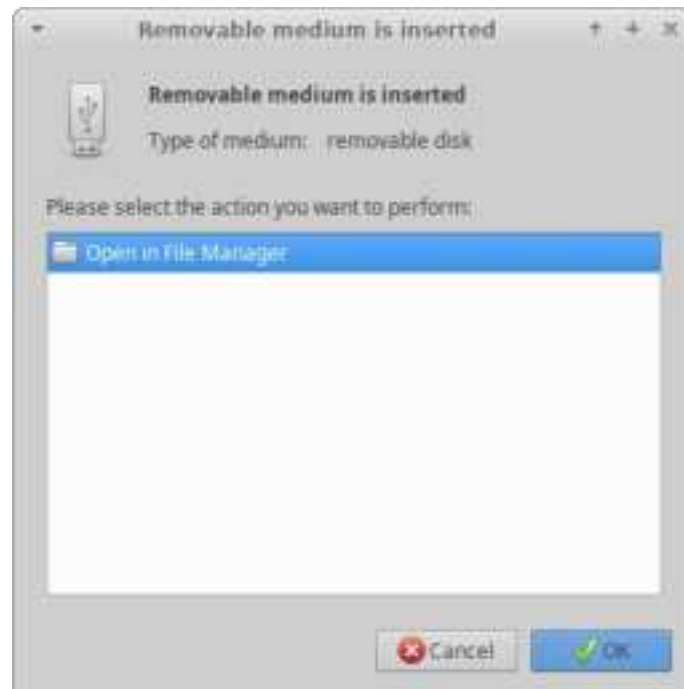 Removable medium is inserted
Removable medium is inserted
Type of medium: removable disk
Please select the action you want to perform:
Open in File Manager
Cancel
OK